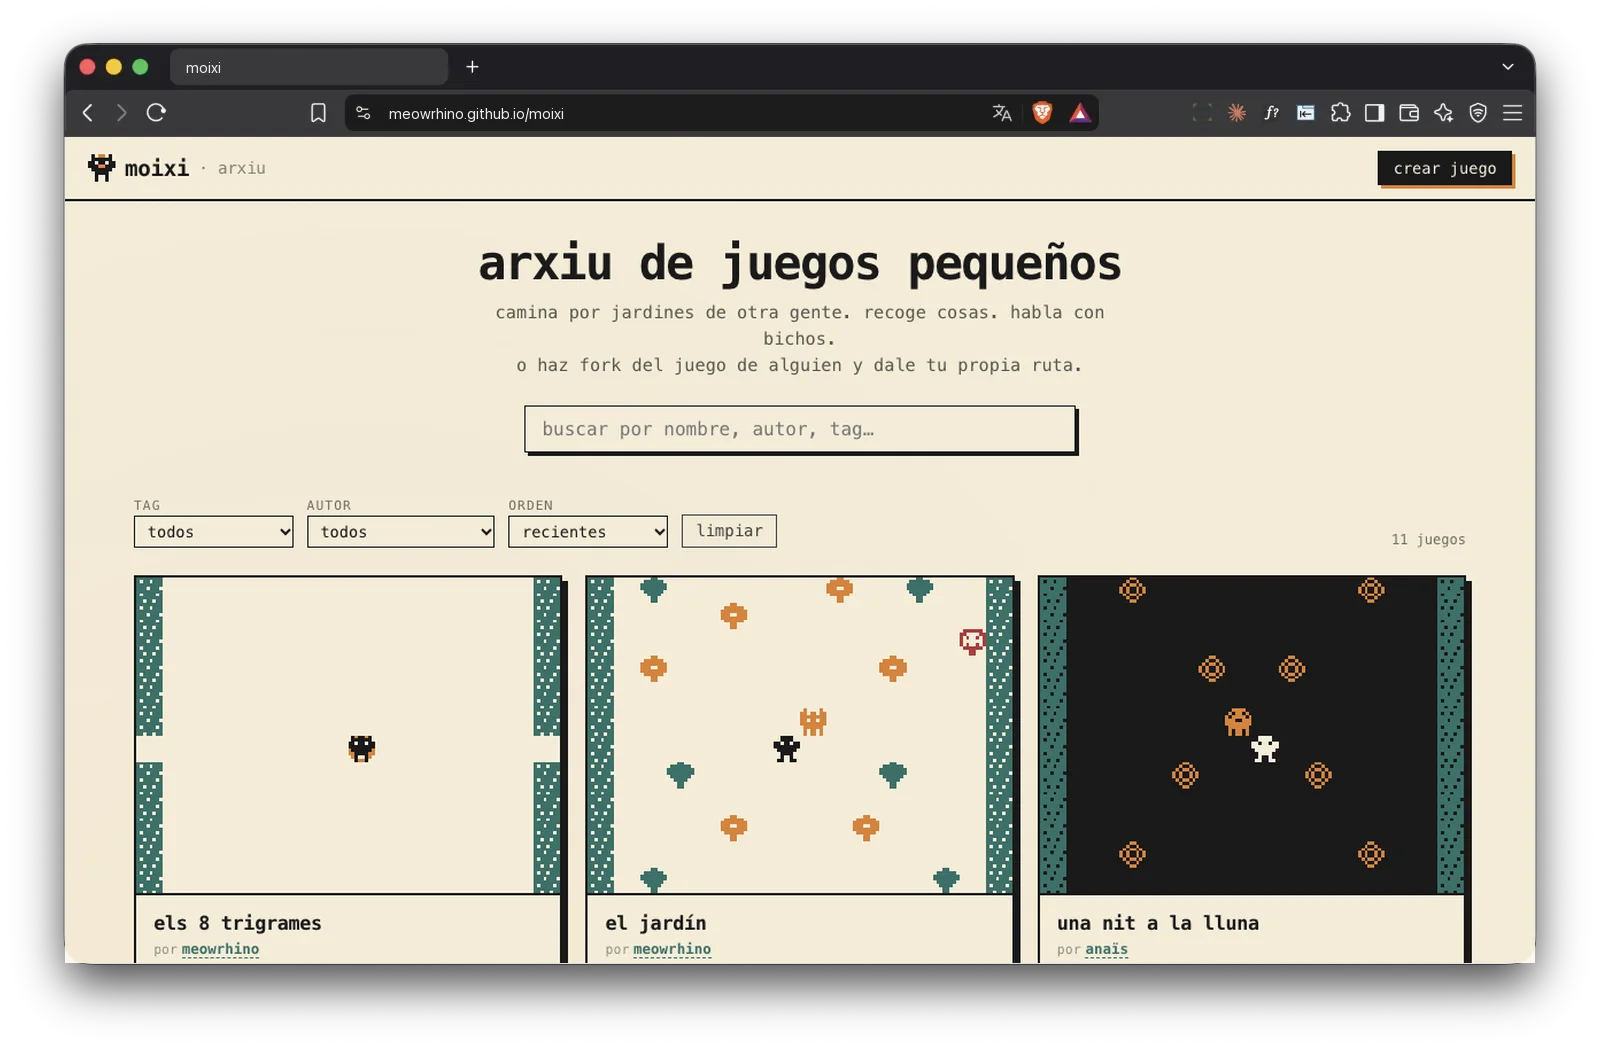 moixi
meowrhino.github.io/moixi
f?
moixi · arxiu
crear juego
arxiu de juegos pequeños
camina por jardines de otra gente. recoge cosas. habla con
bichos.
o haz fork del juego de alguien y dale tu propia ruta.
buscar por nombre, autor, tag…
TAG
AUTOR
ORDEN
todos
todos
recientes
limpiar
11 juegos
els 8 trigrames
por meowrhino
el jardín
por meowrhino
una nit a la lluna
por anaïs